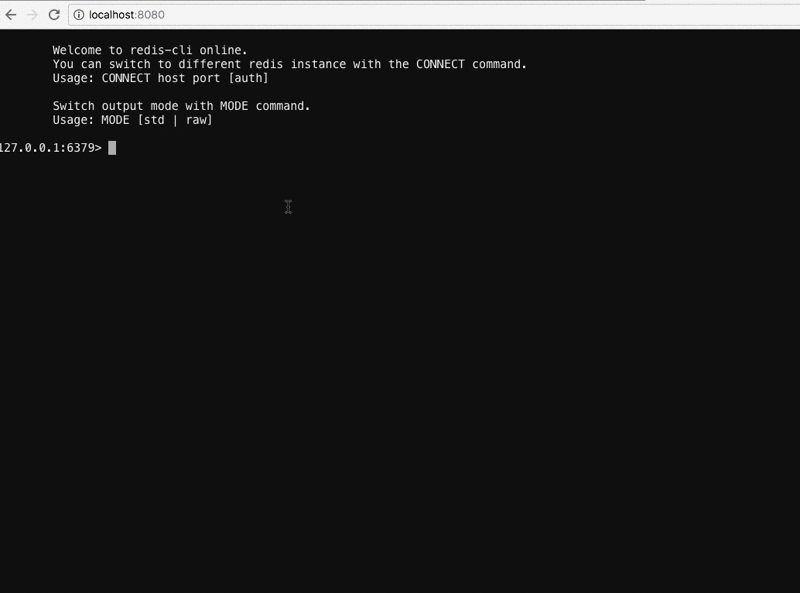 localhost:8080
Welcome to redis-cli online.
You can switch to different redis instance with the CONNECT command.
Usage: CONNECT host port [auth]
Switch output mode with MODE command.
Usage: MODE [std | raw]
127.0.0.1:6379>